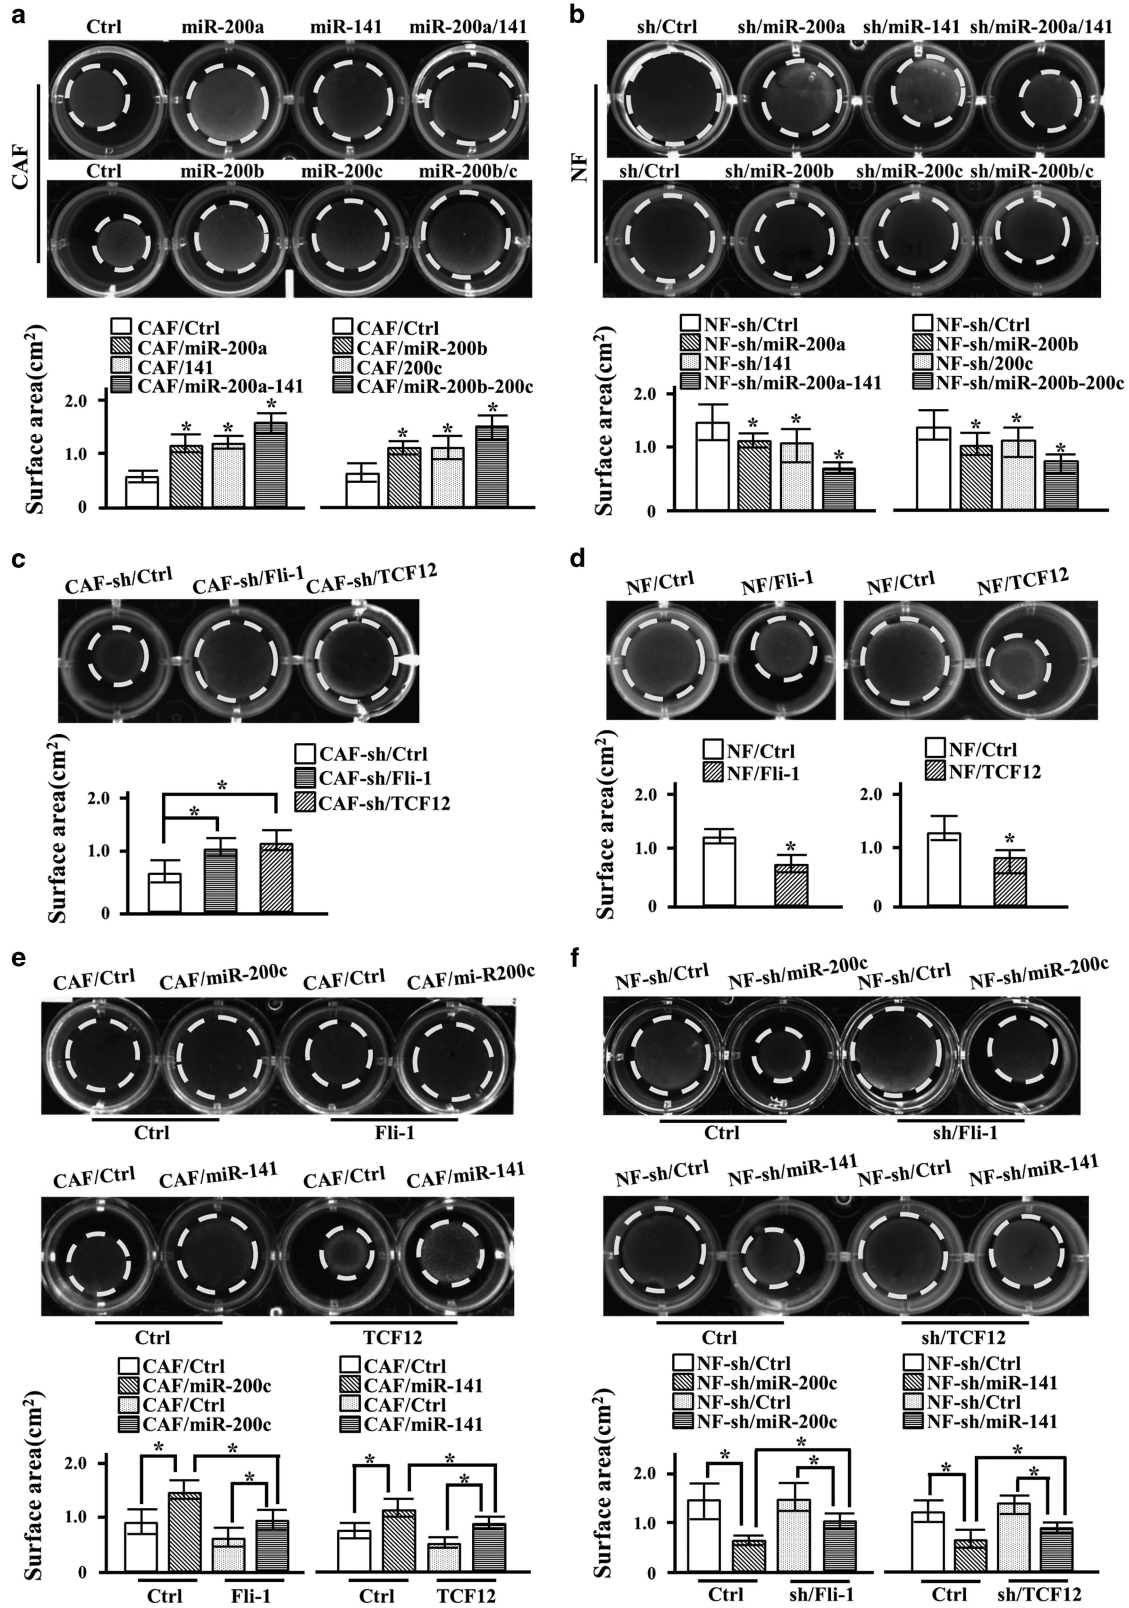 a
Ctrl miR-200a miR-141 miR-200a/141
CAF
Ctrl miR-200b miR-200c miR-200b/c
CAF/Ctrl
CAF/miR-200a
CAF/141
CAF/miR-200a-141
CAF/Ctrl
CAF/miR-200b
CAF/200c
CAF/miR-200b-200c
Surface area(cm2)
2.0
1.0
0
* * *
* * *
b
sh/Ctrl sh/miR-200a sh/miR-141 sh/miR-200a/141
NF
sh/Ctrl sh/miR-200b sh/miR-200c sh/miR-200b/c
NF-sh/Ctrl
NF-sh/miR-200a
NF-sh/141
NF-sh/miR-200a-141
NF-sh/Ctrl
NF-sh/miR-200b
NF-sh/200c
NF-sh/miR-200b-200c
Surface area(cm2)
2.0
1.0
0
* * *
* * *
c
CAF-sh/Ctrl CAF-sh/Fli-1 CAF-sh/TCF12
CAF-sh/Ctrl
CAF-sh/Fli-1
CAF-sh/TCF12
Surface area(cm2)
2.0
1.0
0
*
*
d
NF/Ctrl NF/Fli-1 NF/Ctrl NF/TCF12
NF/Ctrl
NF/Fli-1
Surface area(cm2)
2.0
1.0
0
*
NF/Ctrl
NF/TCF12
2.0
1.0
0
*
e
CAF/Ctrl CAF/miR-200c CAF/Ctrl CAF/mi-R200c
Ctrl Fli-1
CAF/Ctrl CAF/miR-141 CAF/Ctrl CAF/miR-141
Ctrl TCF12
CAF/Ctrl
CAF/miR-200c
CAF/Ctrl
CAF/miR-200c
CAF/Ctrl
CAF/miR-141
CAF/Ctrl
CAF/miR-141
Surface area(cm2)
2.0
1.0
0
* * *
* * *
Ctrl Fli-1 Ctrl TCF12
f
NF-sh/Ctrl NF-sh/miR-200c NF-sh/Ctrl NF-sh/miR-200c
Ctrl sh/Fli-1
NF-sh/Ctrl NF-sh/miR-141 NF-sh/Ctrl NF-sh/miR-141
Ctrl sh/TCF12
NF-sh/Ctrl
NF-sh/miR-200c
NF-sh/Ctrl
NF-sh/miR-200c
NF-sh/Ctrl
NF-sh/miR-141
NF-sh/Ctrl
NF-sh/miR-141
Surface area(cm2)
2.0
1.0
0
* * *
* * *
Ctrl sh/Fli-1 Ctrl sh/TCF12